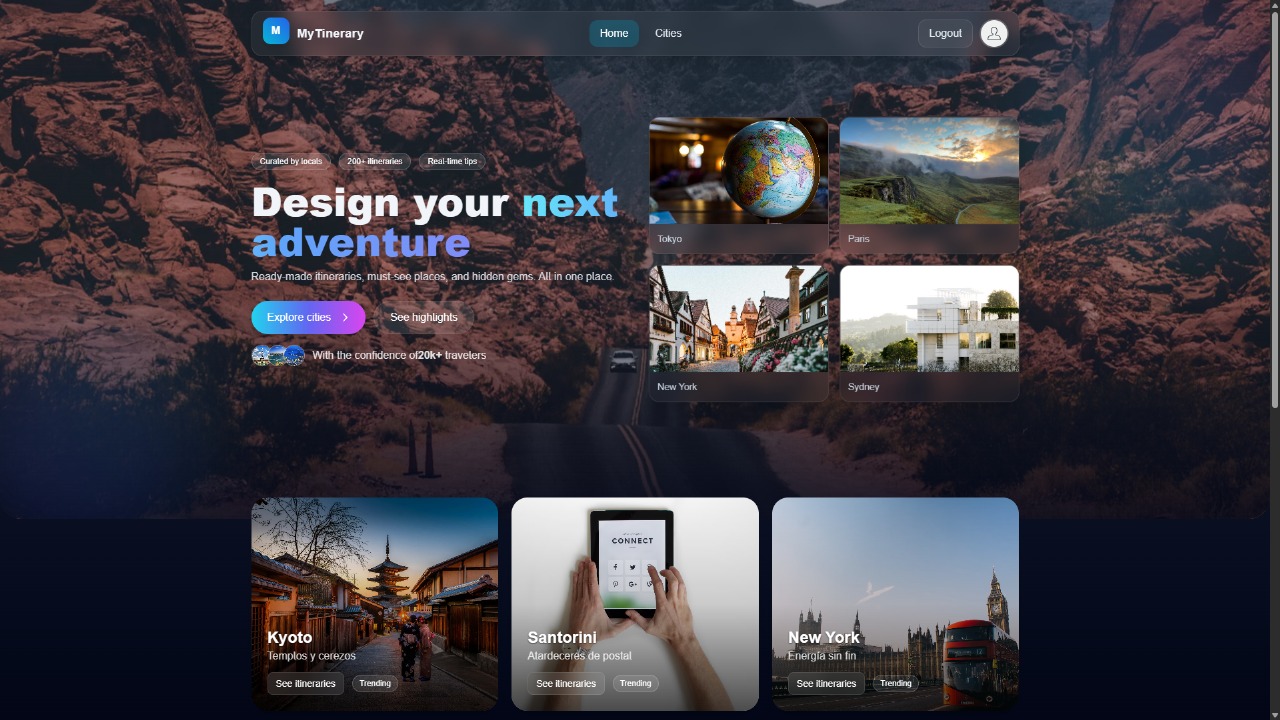 M MyTinerary
Home Cities
Logout
Curated by locals 200+ itineraries Real-time tips
Design your next
adventure
Ready-made itineraries, must-see places, and hidden gems. All in one place.
Explore cities
See highlights
With the confidence of20k+ travelers
Tokyo
Paris
New York
Sydney
Kyoto
Templos y cerezos
See itineraries Trending
CONNECT
Santorini
Atardeceres de postal
See itineraries Trending
New York
Energía sin fin
See itineraries Trending